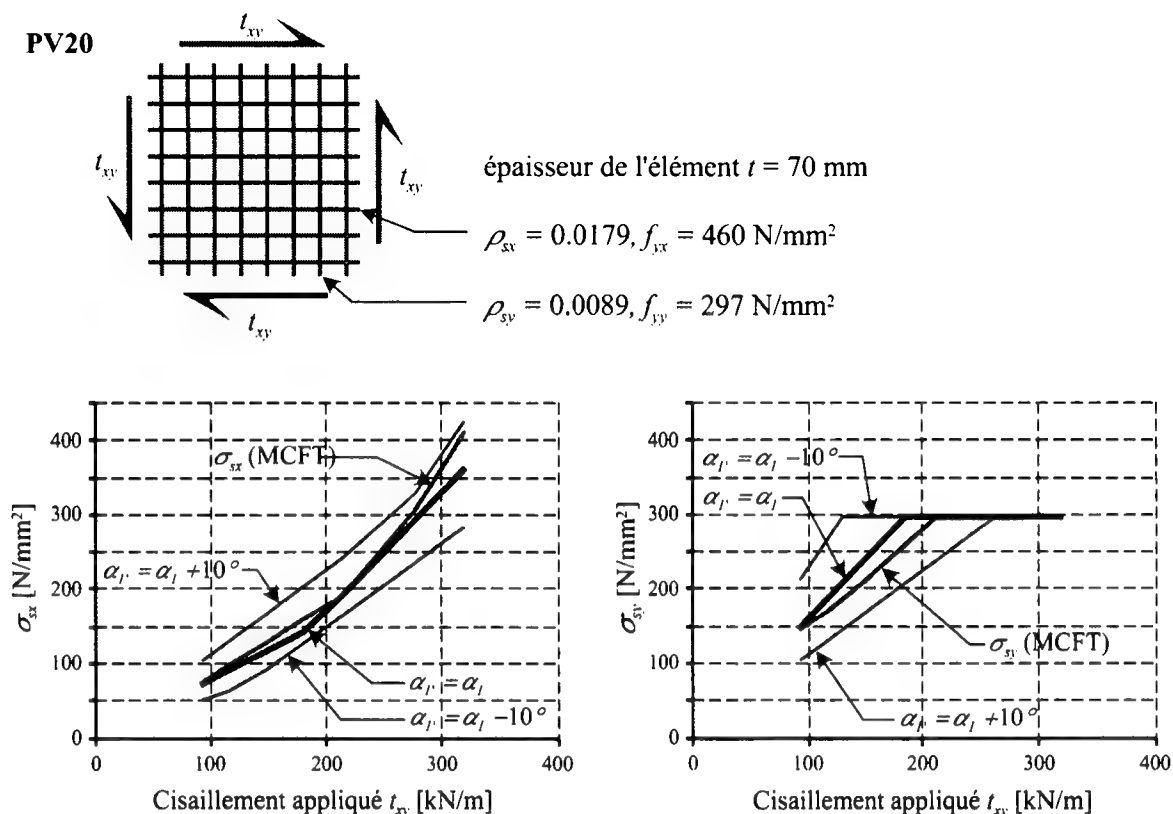 PV20
t_xy
t_xy
t_xy
t_xy
épaisseur de l'élément t = 70 mm
ρ_sx = 0.0179, f_yx = 460 N/mm²
ρ_sy = 0.0089, f_yy = 297 N/mm²
σ_sx [N/mm²]
400
300
200
100
0
σ_sx (MCFT)
α_1' = α_1 +10°
α_1' = α_1
α_1' = α_1 −10°
0 100 200 300 400
Cisaillement appliqué t_xy [kN/m]
σ_sy [N/mm²]
400
300
200
100
0
α_1' = α_1 −10°
α_1' = α_1
σ_sy (MCFT)
α_1' = α_1 +10°
0 100 200 300 400
Cisaillement appliqué t_xy [kN/m]